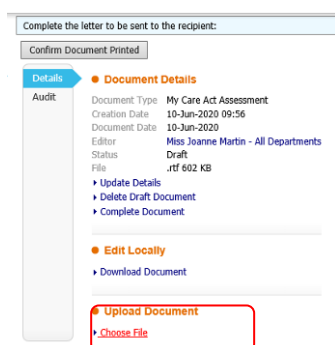 Complete the letter to be sent to the recipient:
Confirm Document Printed
Details
Audit
Document Details
Document Type My Care Act Assessment
Creation Date 10-Jun-2020 09:56
Document Date 10-Jun-2020
Editor Miss Joanne Martin - All Departments
Status Draft
File .rtf 602 KB
Update Details
Delete Draft Document
Complete Document
Edit Locally
Download Document
Upload Document
Choose File